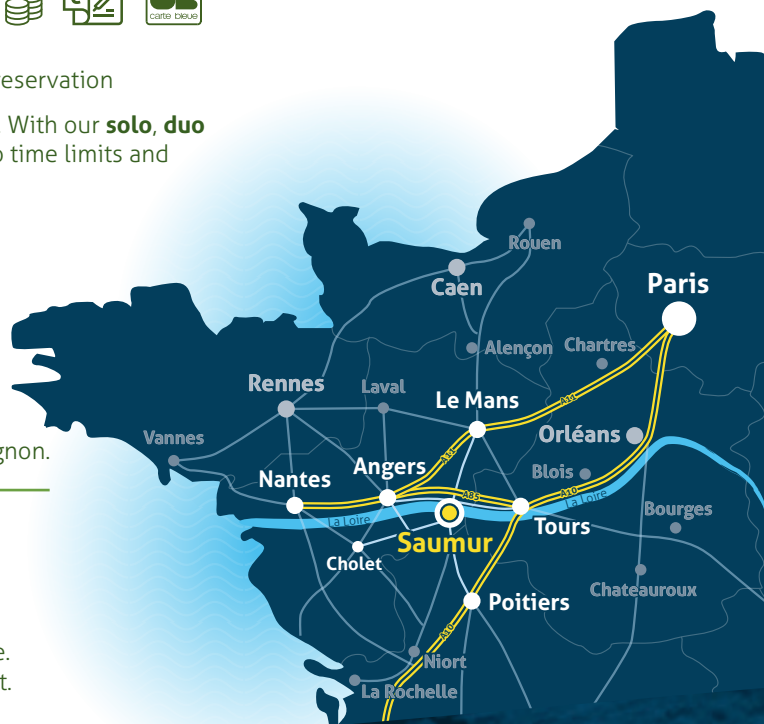 carte bleue
eservation
With our solo, duo
time limits and
Rouen
Caen
Paris
Alençon
Chartres
Rennes
Laval
Le Mans
A11
Orléans
Vannes
Angers
Blois
Nantes
A85
A10
La Loire
La Loire
Bourges
Saumur
Tours
Cholet
Chateauroux
Poitiers
A10
Niort
La Rochelle
gnon.
e.
t.